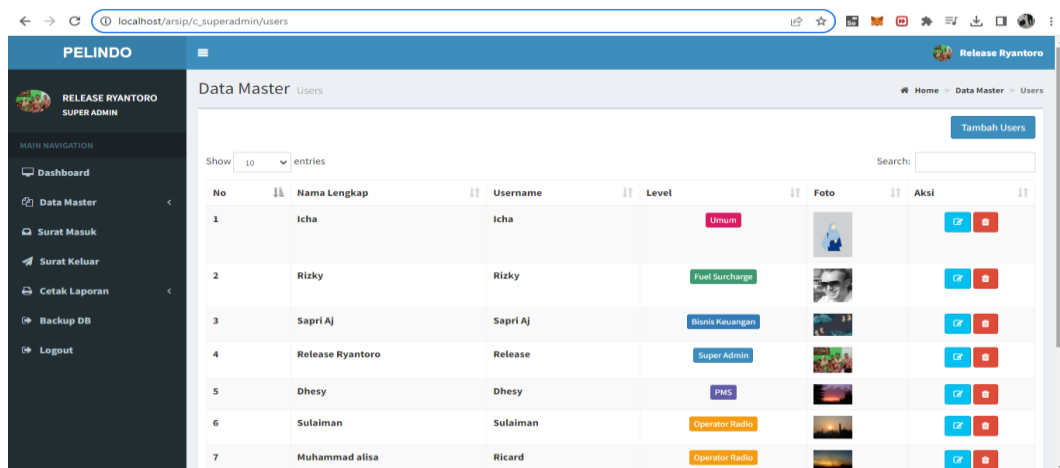 localhost/arsip/c_superadmin/users
PELINDO
Release Ryantoro
RELEASE RYANTORO
SUPER ADMIN
MAIN NAVIGATION
Dashboard
Data Master
Surat Masuk
Surat Keluar
Cetak Laporan
Backup DB
Logout
Data Master Users
Home > Data Master > Users
Tambah Users
Show 10 entries
Search:
No Nama Lengkap Username Level Foto Aksi
1 Icha Icha Umum
2 Rizky Rizky Fuel Surcharge
3 Sapri Aj Sapri Aj Bisnis Keuangan
4 Release Ryantoro Release Super Admin
5 Dhesy Dhesy PMS
6 Sulaiman Sulaiman Operator Radio
7 Muhammad alisa Ricard Operator Radio